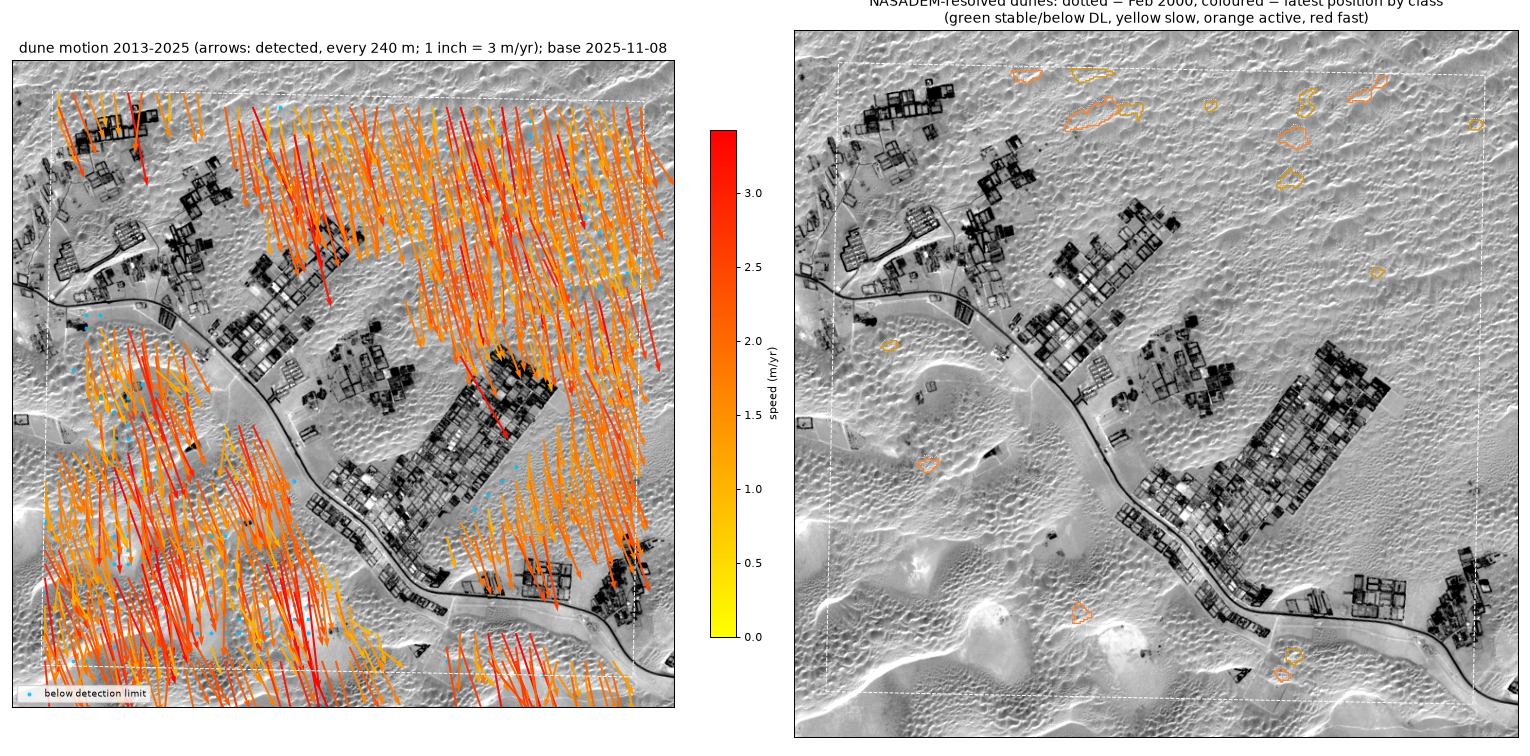 dune motion 2013-2025 (arrows: detected, every 240 m; 1 inch = 3 m/yr); base 2025-11-08
below detection limit
3.0
2.5
2.0
1.5
1.0
0.5
0.0
speed (m/yr)
NASADEM-resolved dunes: dotted = Feb 2000, coloured = latest position by class
(green stable/below DL, yellow slow, orange active, red fast)